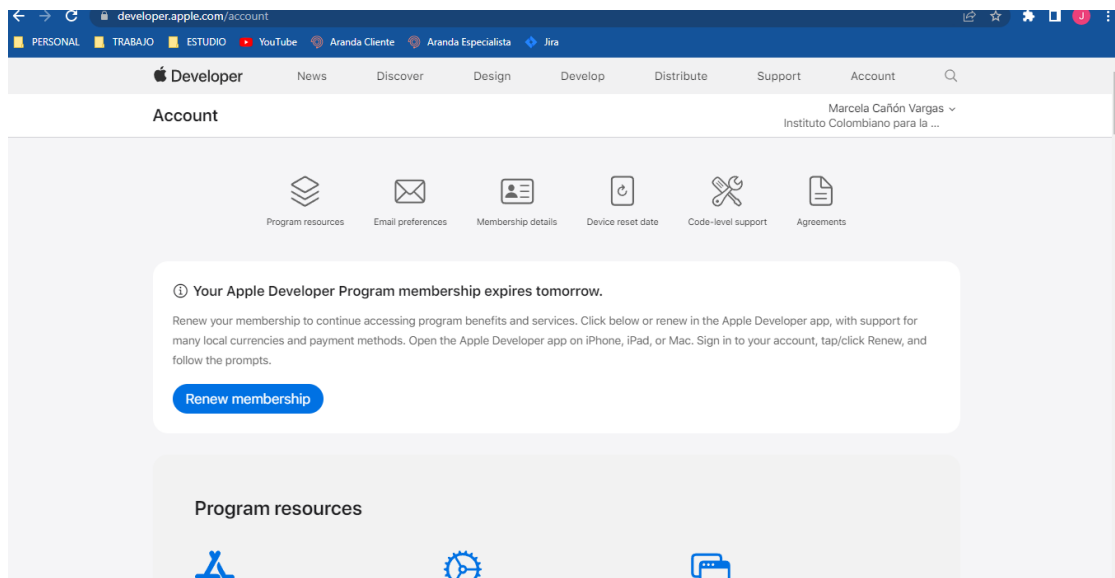 developer.apple.com/account
J
PERSONAL TRABAJO ESTUDIO YouTube Aranda Cliente Aranda Especialista Jira
Developer News Discover Design Develop Distribute Support Account
Account
Marcela Cañón Vargas
Instituto Colombiano para la ...
Program resources Email preferences Membership details Device reset date Code-level support Agreements
Your Apple Developer Program membership expires tomorrow.
Renew your membership to continue accessing program benefits and services. Click below or renew in the Apple Developer app, with support for
many local currencies and payment methods. Open the Apple Developer app on iPhone, iPad, or Mac. Sign in to your account, tap/click Renew, and
follow the prompts.
Renew membership
Program resources